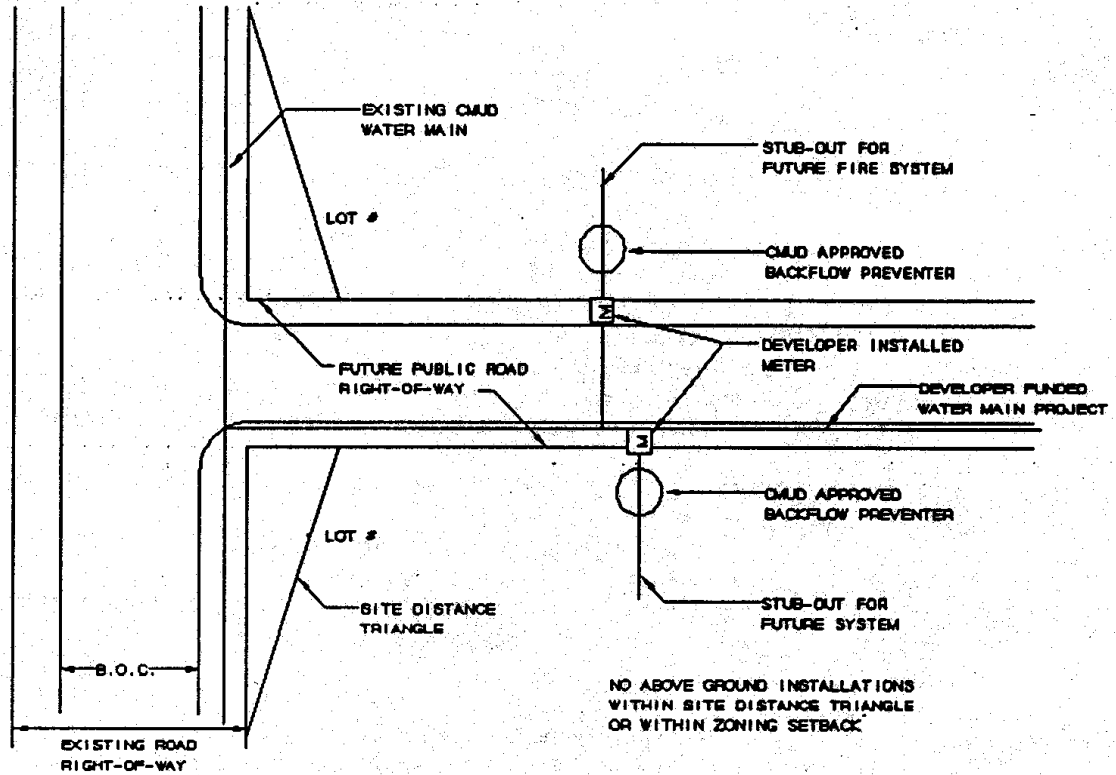 EXISTING CMUD
WATER MAIN
STUB-OUT FOR
FUTURE FIRE SYSTEM
LOT #
CMUD APPROVED
BACKFLOW PREVENTER
M
DEVELOPER INSTALLED
METER
FUTURE PUBLIC ROAD
RIGHT-OF-WAY
DEVELOPER FUNDED
WATER MAIN PROJECT
M
CMUD APPROVED
BACKFLOW PREVENTER
LOT #
SITE DISTANCE
TRIANGLE
STUB-OUT FOR
FUTURE SYSTEM
B.O.C.
NO ABOVE GROUND INSTALLATIONS
WITHIN SITE DISTANCE TRIANGLE
OR WITHIN ZONING SETBACK
EXISTING ROAD
RIGHT-OF-WAY